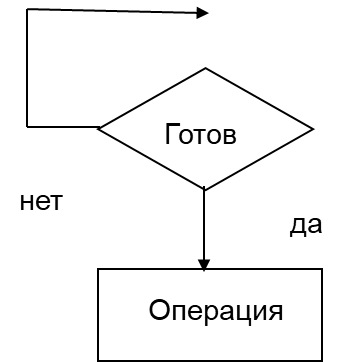 Готов
нет
да
Операция